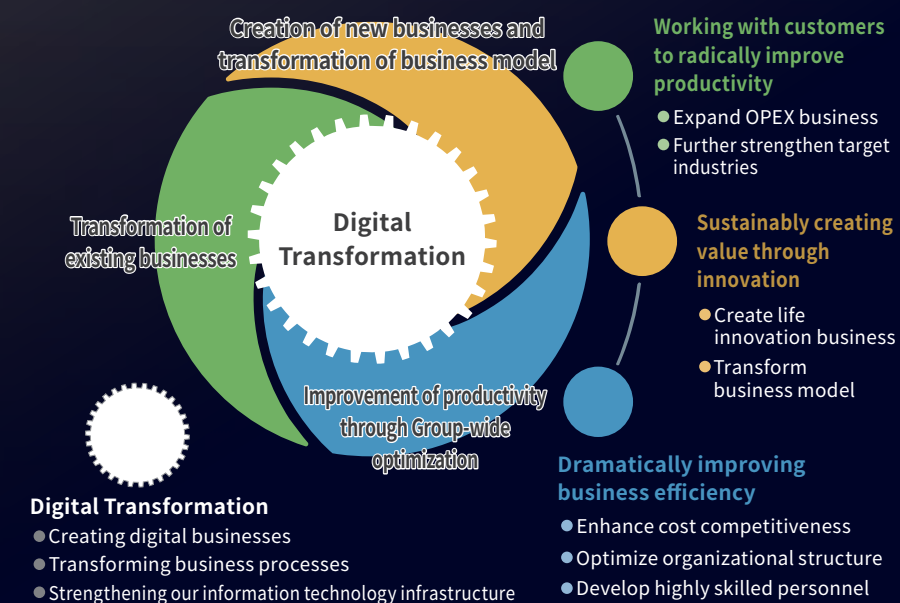 Creation of new businesses and
transformation of business model
Transformation of
existing businesses
Digital
Transformation
Improvement of productivity
through Group-wide
optimization
Working with customers
to radically improve
productivity
Expand OPEX business
Further strengthen target
industries
Sustainably creating
value through
innovation
Create life
innovation business
Transform
business model
Dramatically improving
business efficiency
Enhance cost competitiveness
Optimize organizational structure
Develop highly skilled personnel
Digital Transformation
Creating digital businesses
Transforming business processes
Strengthening our information technology infrastructure